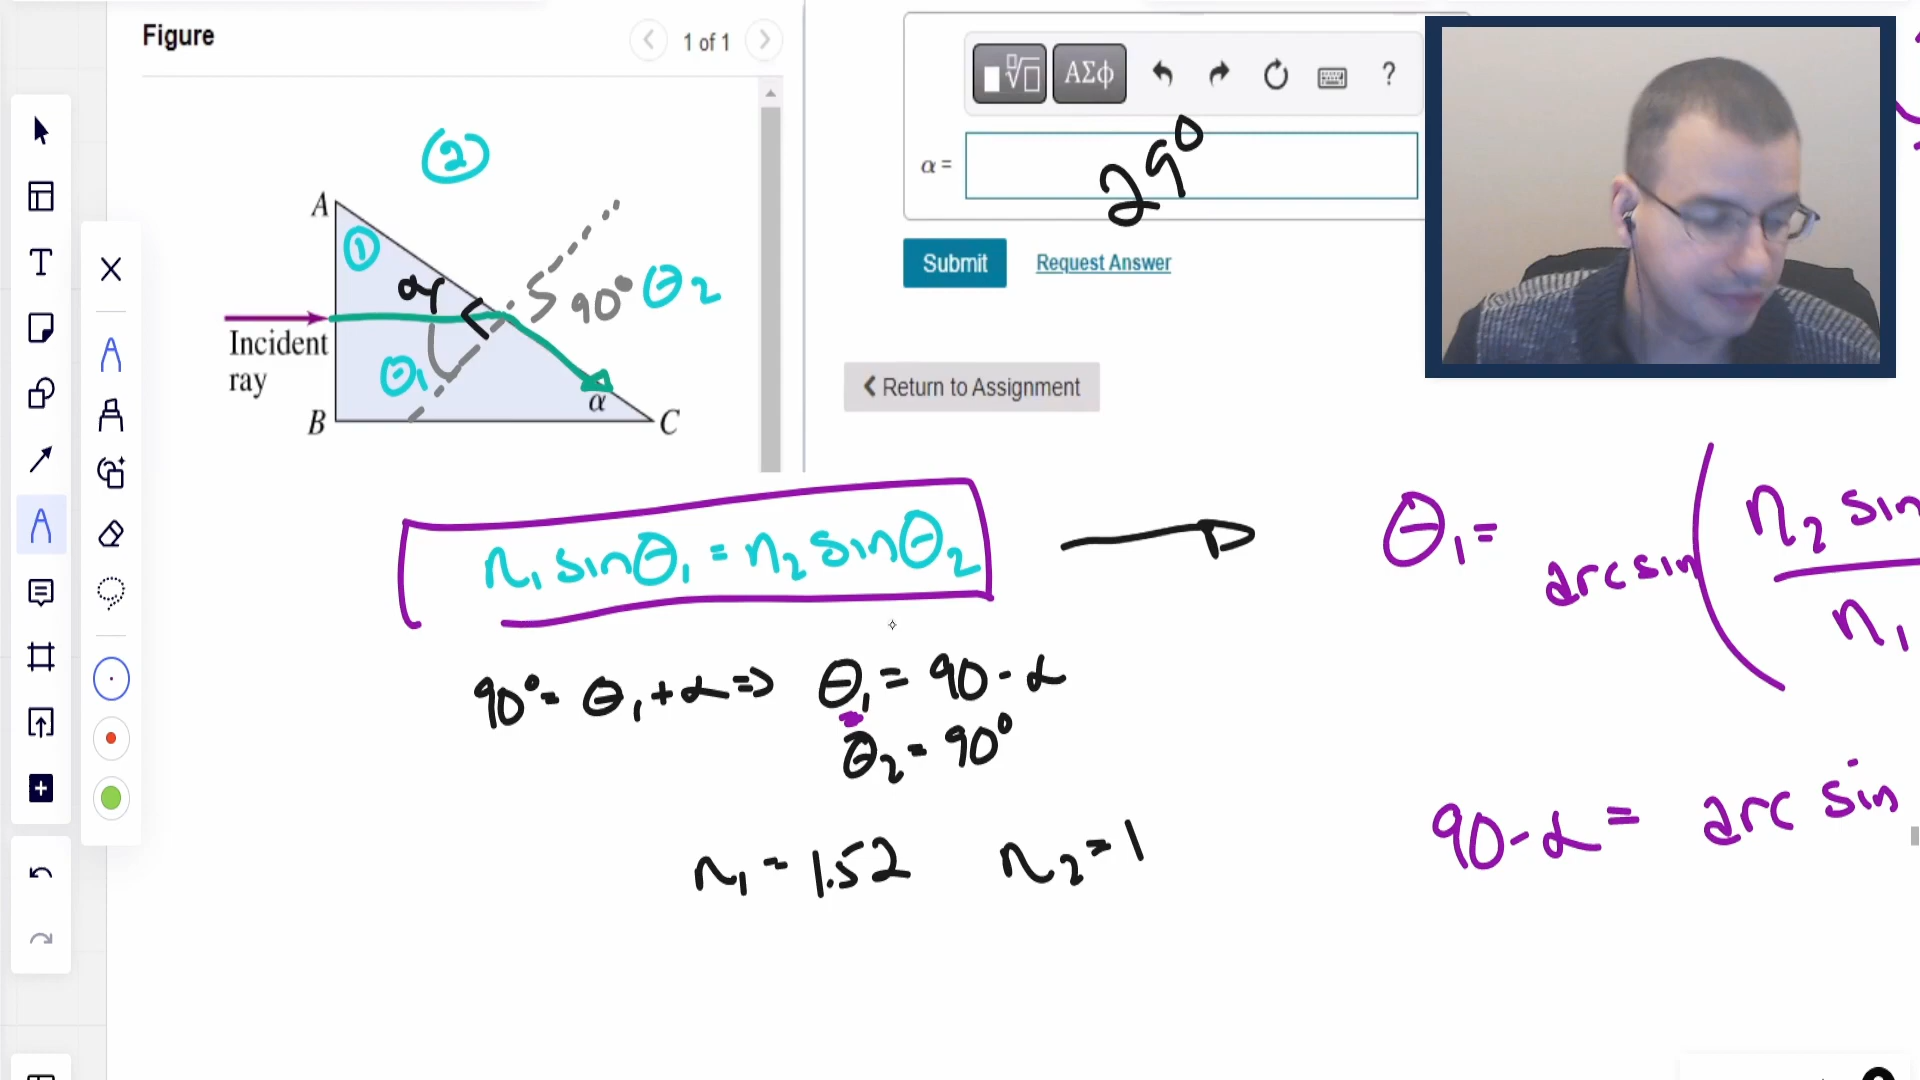 Figure
1 of 1
ΑΣφ
?
α =
29°
Submit
Request Answer
Return to Assignment
2
A
1
α
90° θ2
Incident
ray
θ1
α
B
C
n1 sinθ1 = n2 sinθ2
θ1 =
arcsin
n2 sin
n1
90° = θ1 + α ⇒ θ1 = 90 - α
θ2 = 90°
n1 = 1.52 n2 = 1
90 - α = arc sin